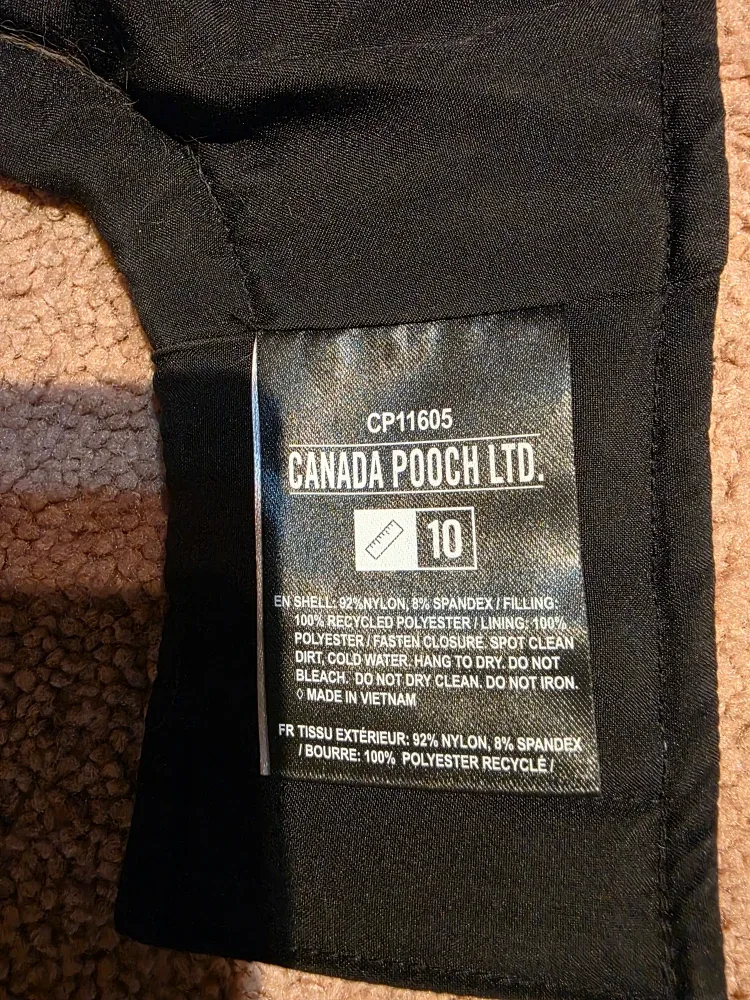 CP11605
CANADA POOCH LTD.
10
EN SHELL: 92%NYLON, 8% SPANDEX / FILLING:
100% RECYCLED POLYESTER / LINING: 100%
POLYESTER / FASTEN CLOSURE. SPOT CLEAN
DIRT, COLD WATER. HANG TO DRY. DO NOT
BLEACH. DO NOT DRY CLEAN. DO NOT IRON.
◊ MADE IN VIETNAM
FR TISSU EXTÉRIEUR: 92% NYLON, 8% SPANDEX
/ BOURRE: 100% POLYESTER RECYCLÉ /